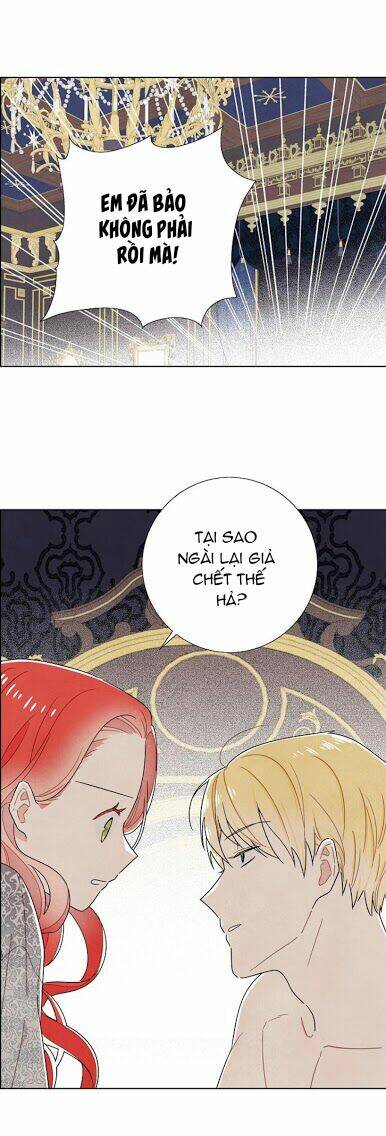 EM ĐÃ BẢO
KHÔNG PHẢI
RỒI MÀ!
TẠI SAO
NGÀI LẠI GIẢ
CHẾT THẾ
HẢ?